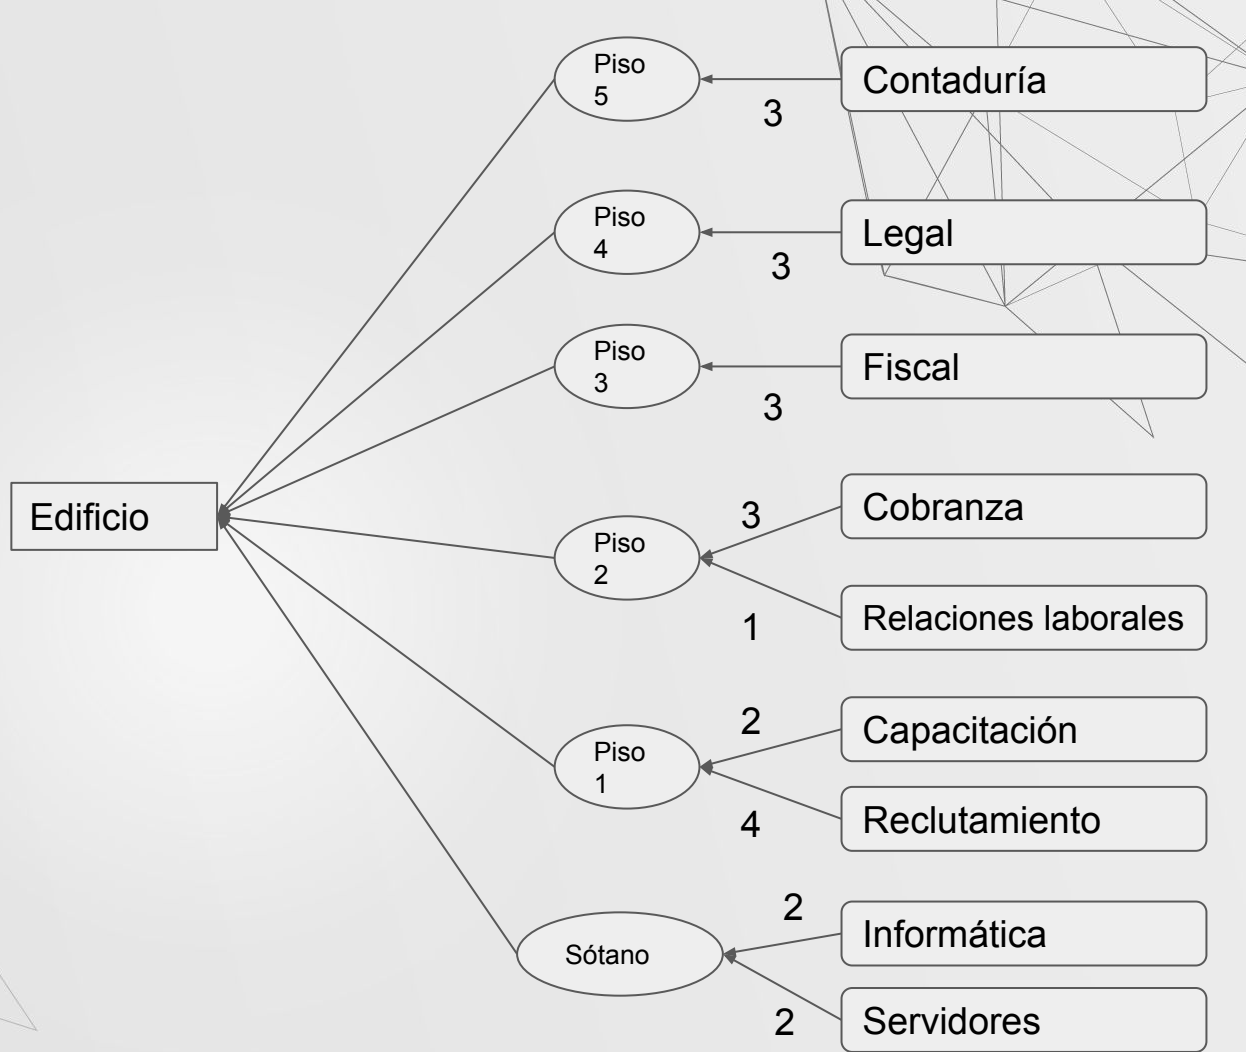 Piso
5
Contaduría
3
Piso
4
Legal
3
Piso
3
Fiscal
3
Edificio
Piso
2
3
Cobranza
1
Relaciones laborales
Piso
1
2
Capacitación
4
Reclutamiento
Sótano
2
Informática
2
Servidores